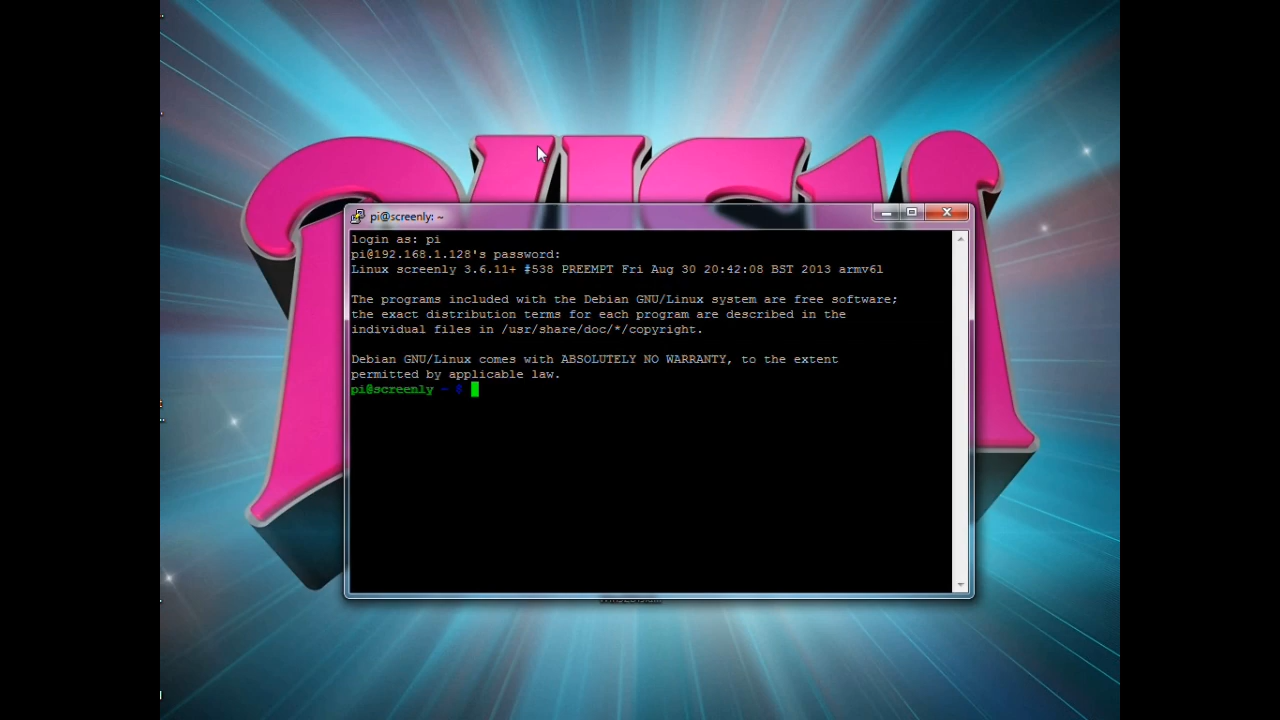 pi@screenly: ~
login as: pi
pi@192.168.1.128's password:
Linux screenly 3.6.11+ #538 PREEMPT Fri Aug 30 20:42:08 BST 2013 armv6l
The programs included with the Debian GNU/Linux system are free software;
the exact distribution terms for each program are described in the
individual files in /usr/share/doc/*/copyright.
Debian GNU/Linux comes with ABSOLUTELY NO WARRANTY, to the extent
permitted by applicable law.
pi@screenly ~ $